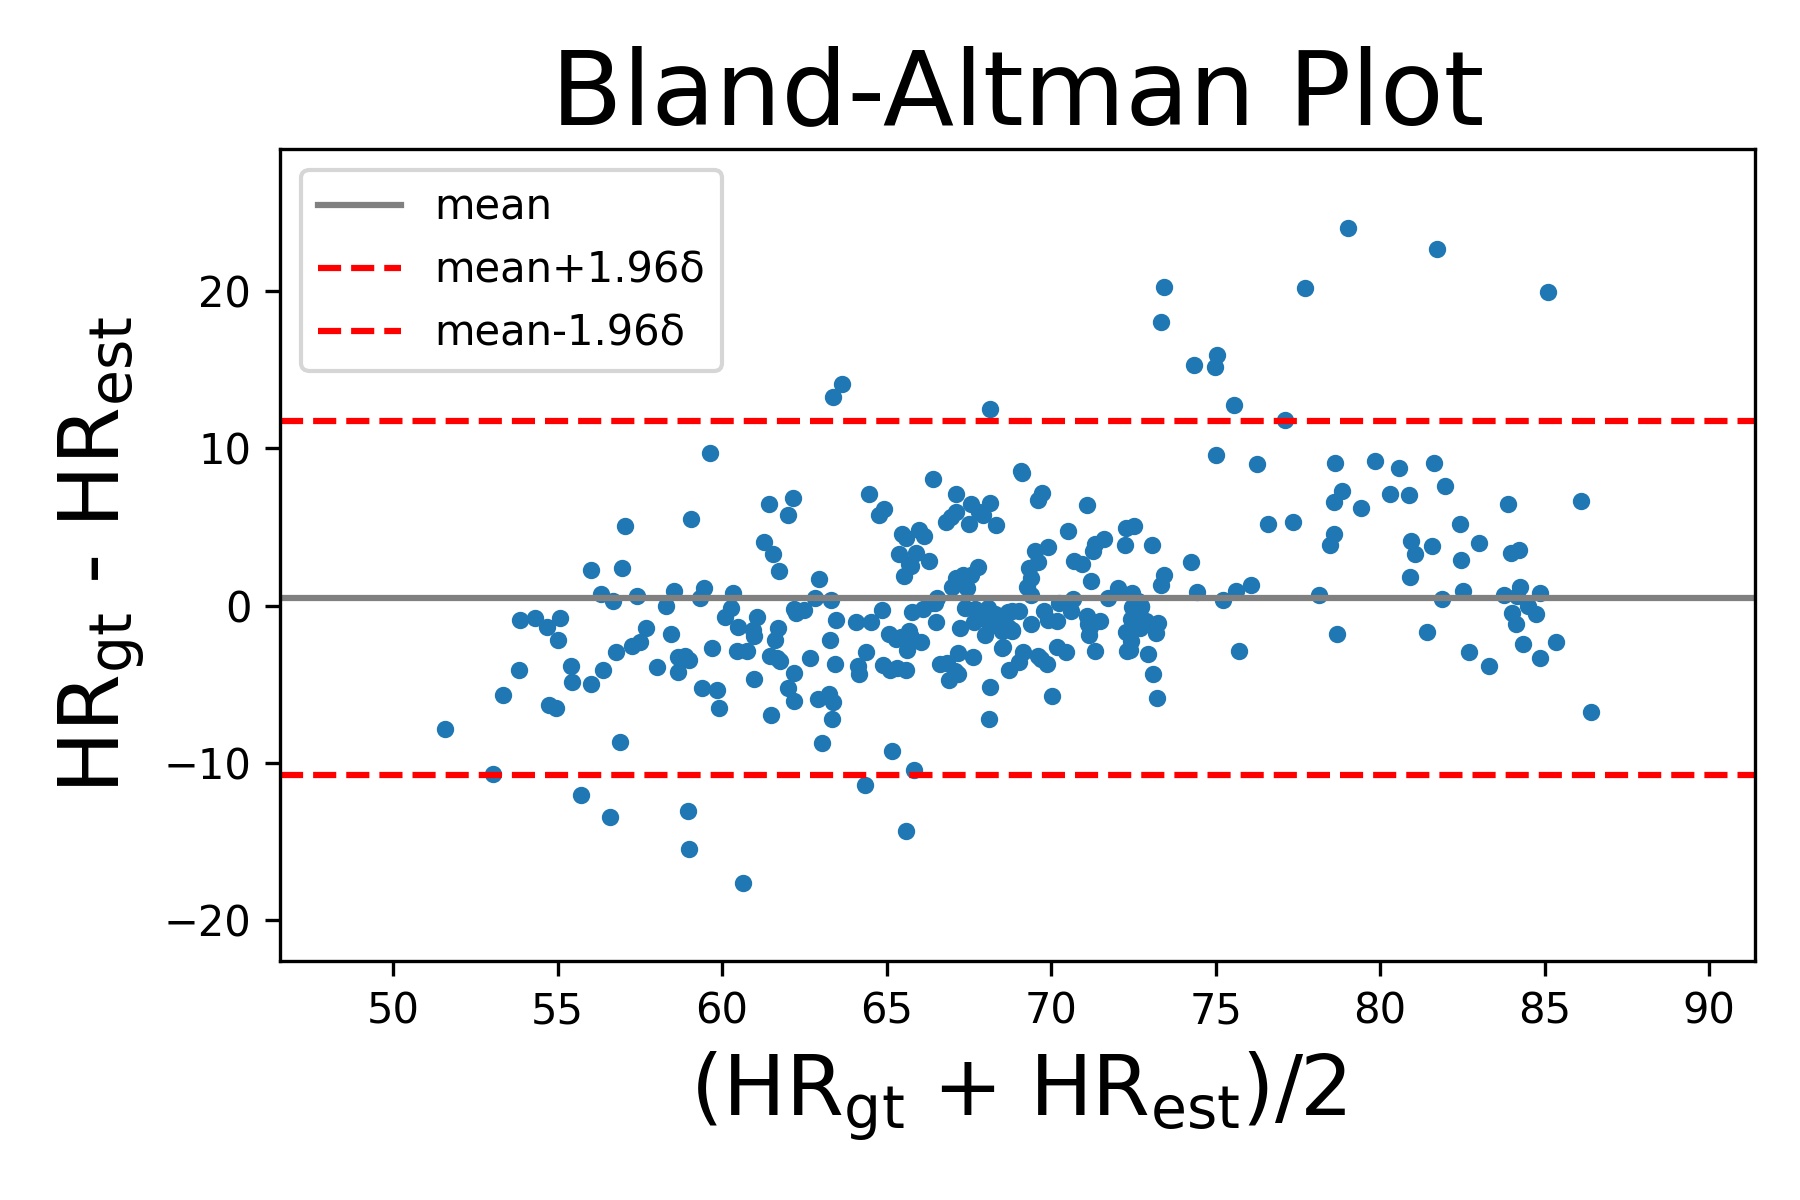 Bland-Altman Plot
mean
mean+1.96δ
mean-1.96δ
HRgt - HRest
20
10
0
−10
−20
50 55 60 65 70 75 80 85 90
(HRgt + HRest)/2